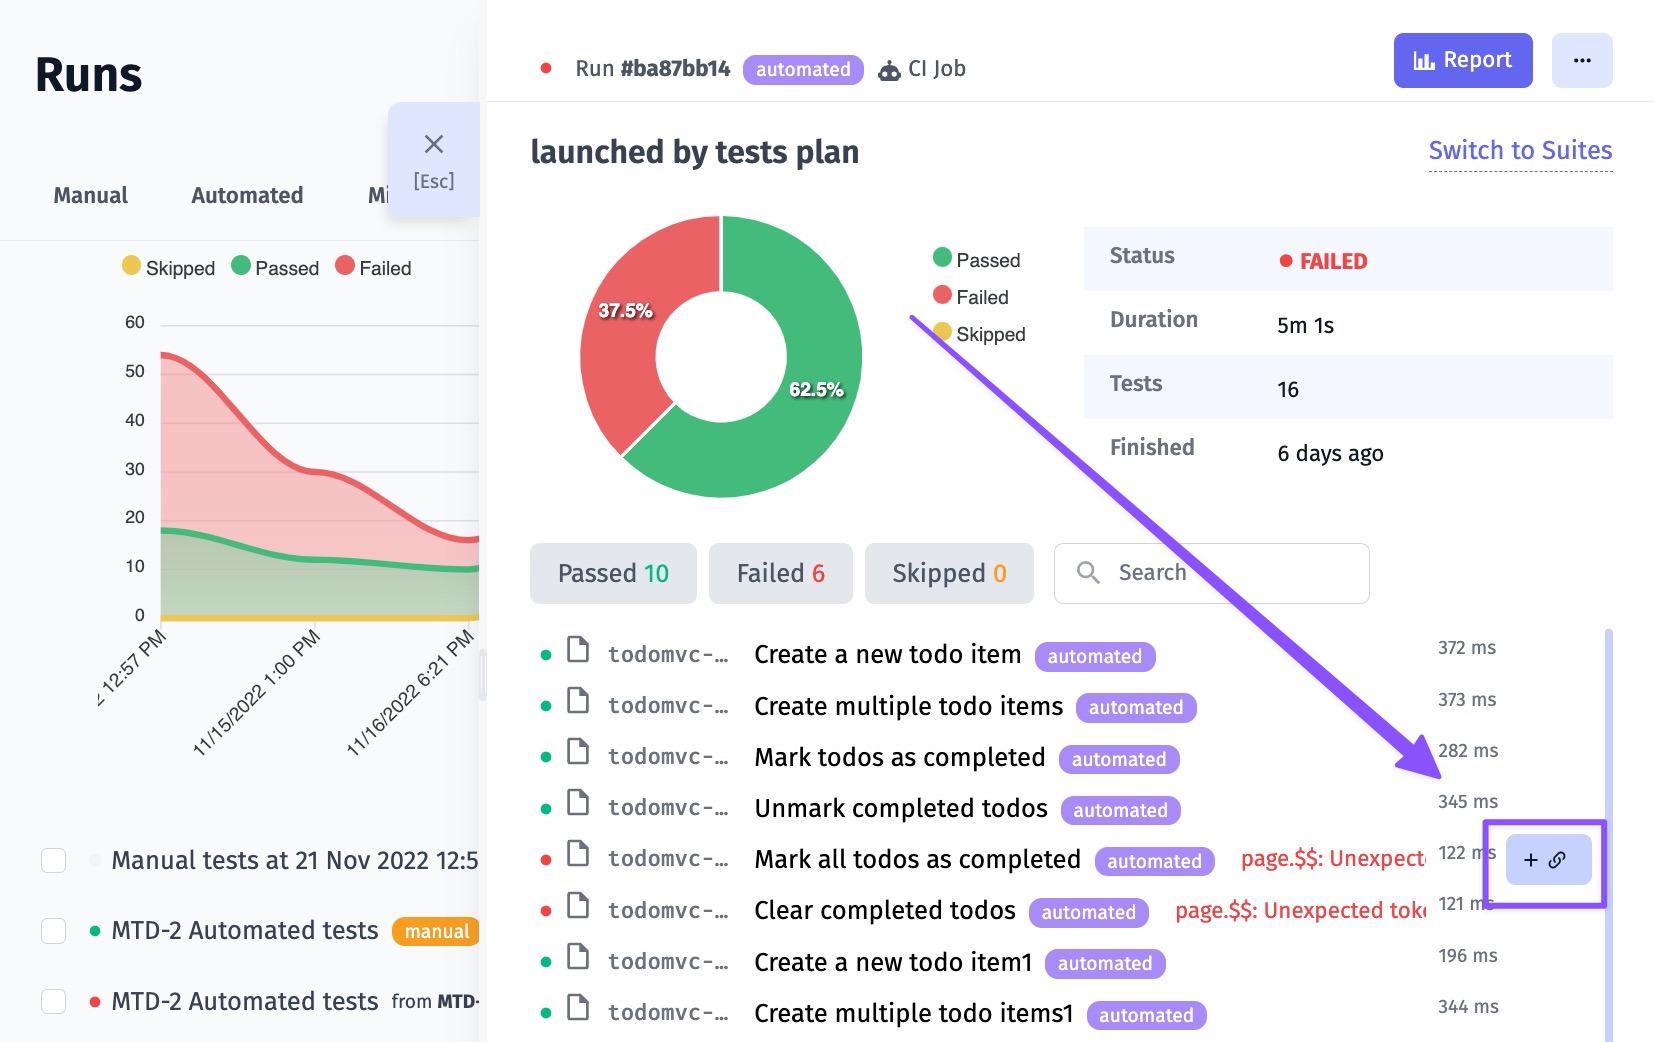 Runs
Manual Automated Mi
[Esc]
Skipped Passed Failed
60
50
40
30
20
10
0
2 12:57 PM
11/15/2022 1:00 PM
11/16/2022 6:21 PM
Manual tests at 21 Nov 2022 12:5
MTD-2 Automated tests manual
MTD-2 Automated tests from MTD-
Run #ba87bb14 automated CI Job
Report
...
launched by tests plan
Switch to Suites
37.5%
62.5%
Passed
Failed
Skipped
Status FAILED
Duration 5m 1s
Tests 16
Finished 6 days ago
Passed 10 Failed 6 Skipped 0 Search
todomvc-… Create a new todo item automated 372 ms
todomvc-… Create multiple todo items automated 373 ms
todomvc-… Mark todos as completed automated 282 ms
todomvc-… Unmark completed todos automated 345 ms
todomvc-… Mark all todos as completed automated page.$$: Unexpect 122 ms +
todomvc-… Clear completed todos automated page.$$: Unexpected tok 121 ms
todomvc-… Create a new todo item1 automated 196 ms
todomvc-… Create multiple todo items1 automated 344 ms